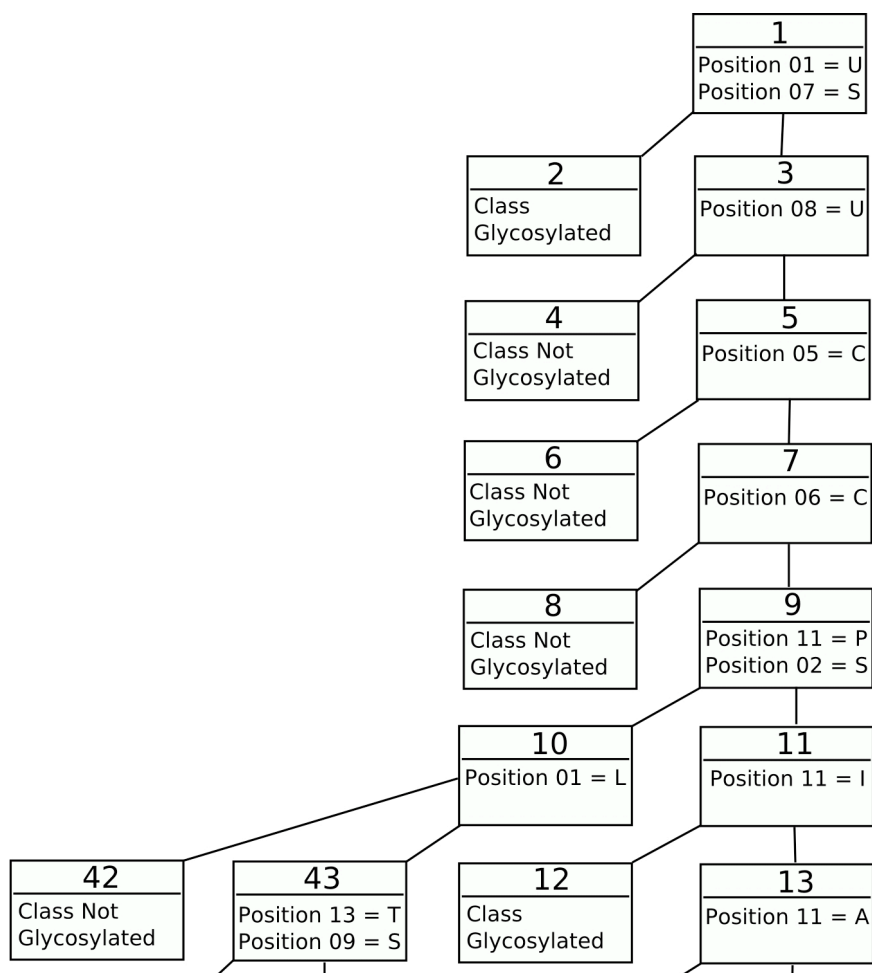 1
Position 01 = U
Position 07 = S
2
Class
Glycosylated
3
Position 08 = U
4
Class Not
Glycosylated
5
Position 05 = C
6
Class Not
Glycosylated
7
Position 06 = C
8
Class Not
Glycosylated
9
Position 11 = P
Position 02 = S
10
Position 01 = L
11
Position 11 = I
42
Class Not
Glycosylated
43
Position 13 = T
Position 09 = S
12
Class
Glycosylated
13
Position 11 = A